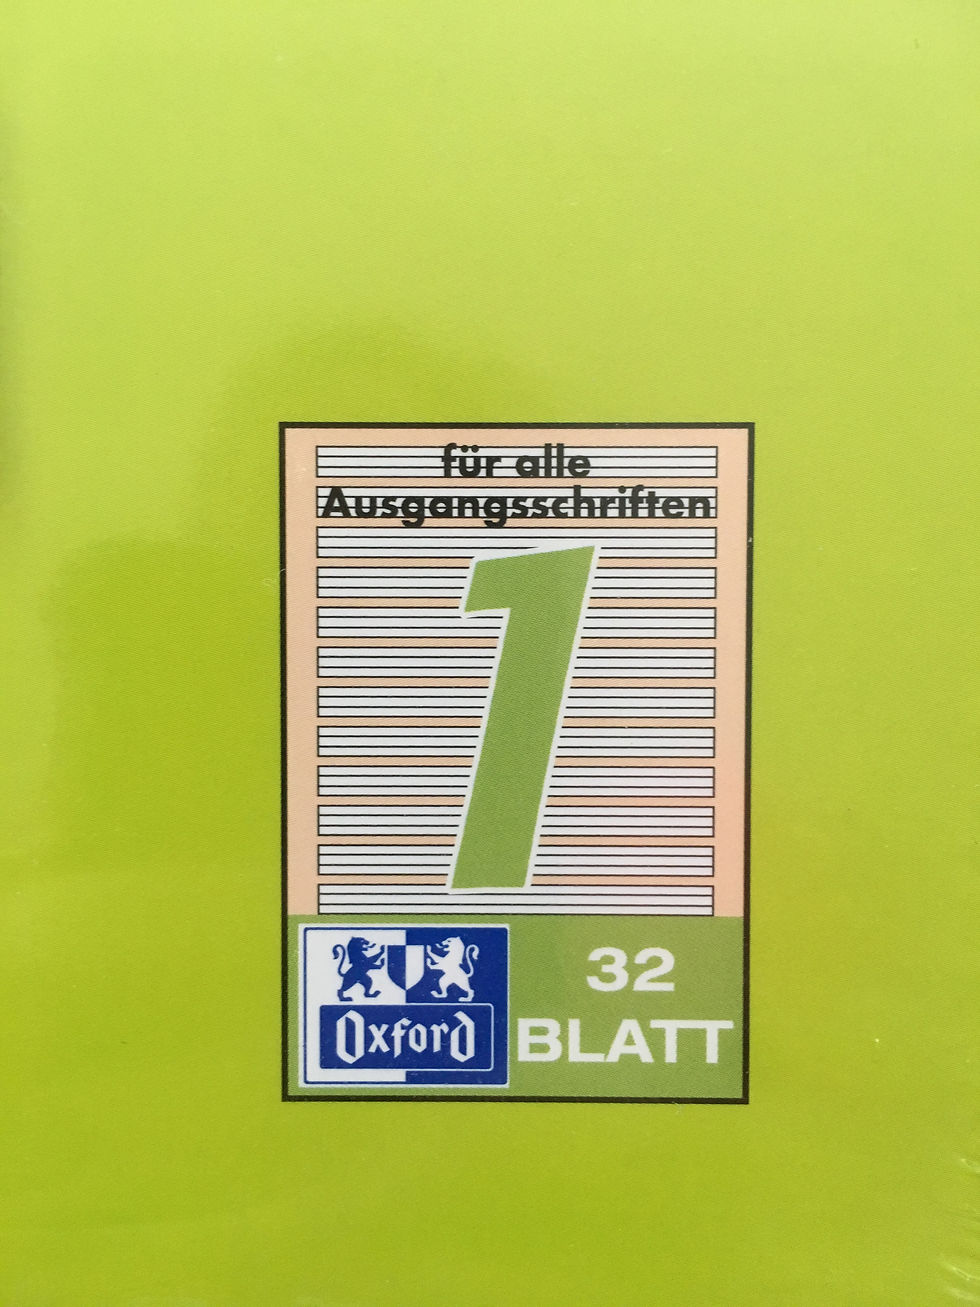 für alle
Ausgangsschriften
1
Oxford
32
BLATT